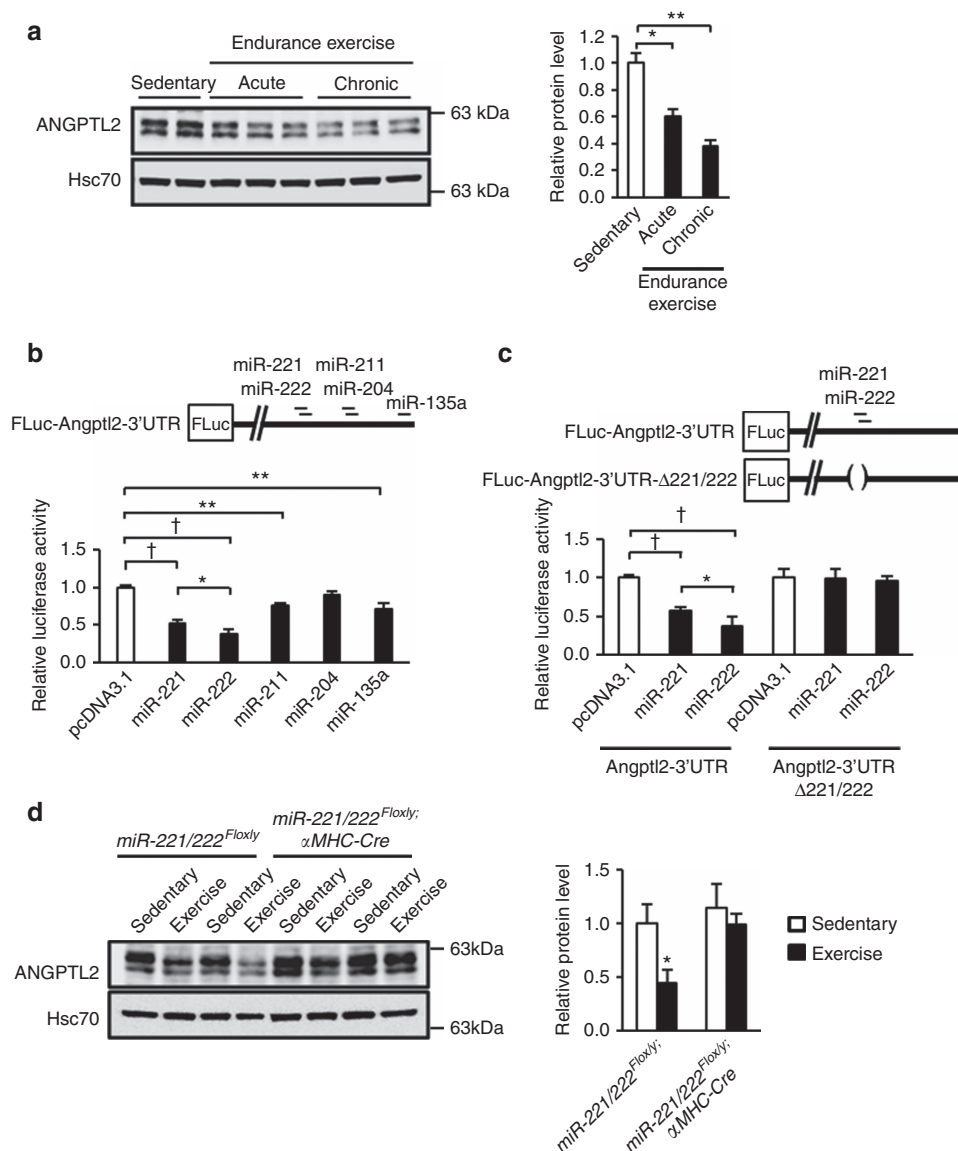 a
Endurance exercise
Sedentary Acute Chronic
ANGPTL2
63 kDa
Hsc70
63 kDa
Relative protein level
1.2
1.0
0.8
0.6
0.4
0.2
0.0
*
**
Sedentary
Acute
Chronic
Endurance
exercise
b
miR-221 miR-211
miR-222 miR-204
miR-135a
FLuc-Angptl2-3'UTR
FLuc
Relative luciferase activity
1.5
1.0
0.5
0.0
**
**
†
†
*
pcDNA3.1
miR-221
miR-222
miR-211
miR-204
miR-135a
c
miR-221
miR-222
FLuc-Angptl2-3'UTR
FLuc
FLuc-Angptl2-3'UTR-Δ221/222
FLuc
( )
Relative luciferase activity
1.5
1.0
0.5
0.0
†
†
*
pcDNA3.1
miR-221
miR-222
pcDNA3.1
miR-221
miR-222
Angptl2-3'UTR
Angptl2-3'UTR
Δ221/222
d
miR-221/222Floxly
miR-221/222Floxly;
αMHC-Cre
Sedentary
Exercise
Sedentary
Exercise
Sedentary
Exercise
Sedentary
Exercise
ANGPTL2
63kDa
Hsc70
63kDa
Relative protein level
1.5
1.0
0.5
0.0
*
Sedentary
Exercise
miR-221/222Flox/y;
miR-221/222Flox/y;
αMHC-Cre